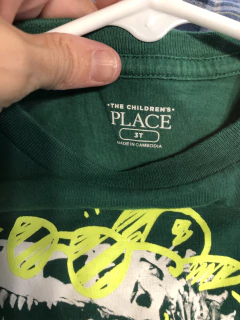 •THE CHILDREN'S•
PLACE
3T
MADE IN CAMBODIA